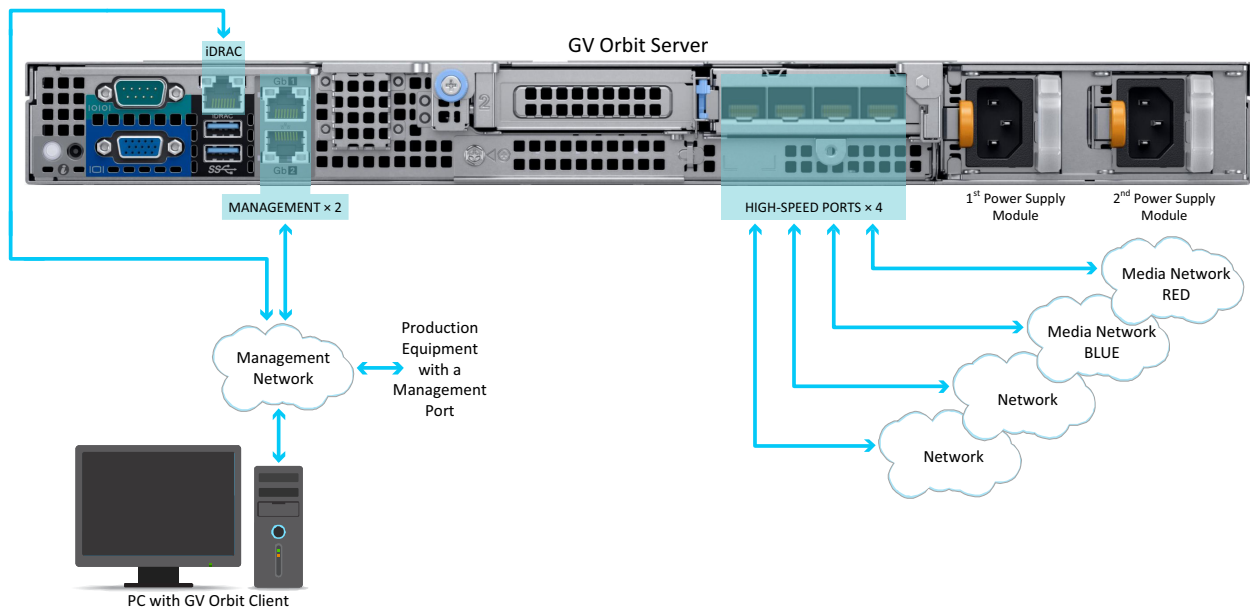 GV Orbit Server
iDRAC
Gb 1
2
IOIOI
iDRAC
Gb 2
MANAGEMENT × 2
HIGH-SPEED PORTS × 4
1st Power Supply
Module
2nd Power Supply
Module
Media Network
RED
Media Network
BLUE
Network
Network
Management
Network
Production
Equipment
with a
Management
Port
PC with GV Orbit Client